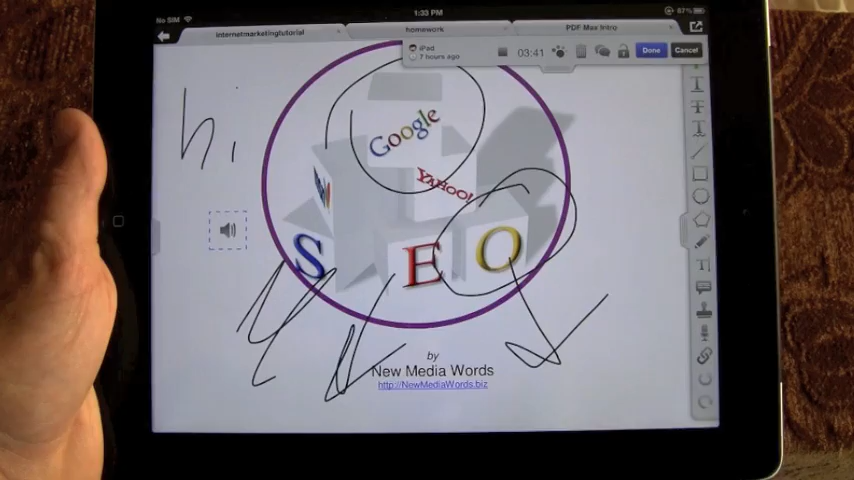 No SIM 1:33 PM 87%
internetmarketingtutorial homework PDF Max Intro
iPad
7 hours ago
03:41 Done Cancel
hi
Google
YAHOO!
S E O
by
New Media Words
http://NewMediaWords.biz
T
T
T
T